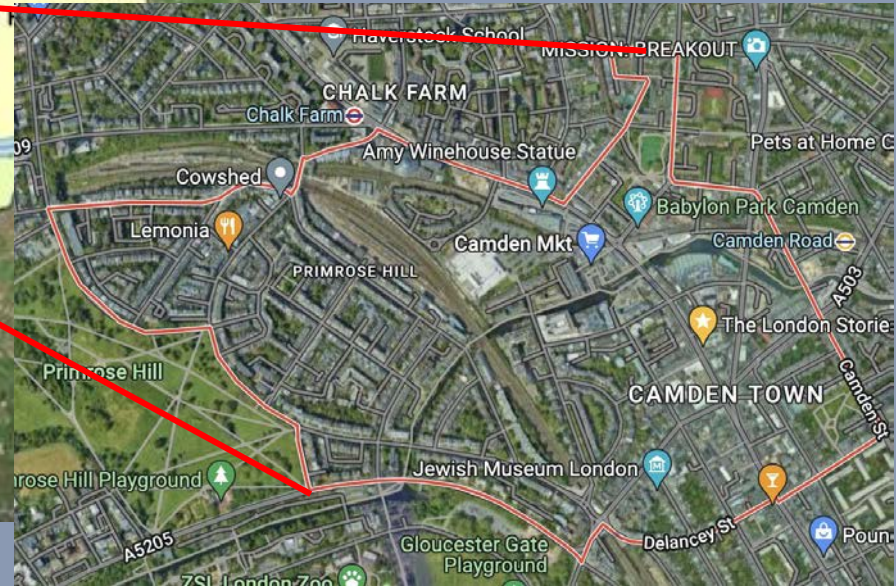 Haverstock School
MISSION: BREAKOUT
CHALK FARM
Chalk Farm
Pets at Home C
09
Amy Winehouse Statue
Cowshed
Babylon Park Camden
Lemonia
Camden Mkt
Camden Road
PRIMROSE HILL
A503
The London Storie
Primrose Hill
CAMDEN TOWN
Camden St
Jewish Museum London
rose Hill Playground
A5205
Gloucester Gate
Playground
Delancey St
Poun
ZSL London Zoo